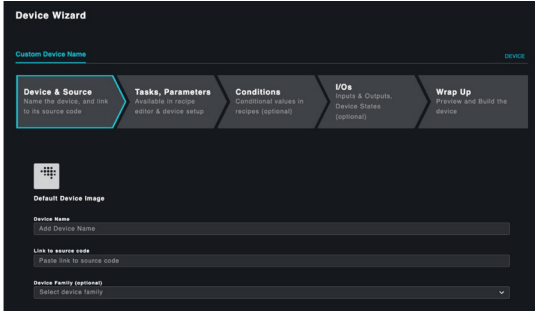 Device Wizard
Custom Device Name
DEVICE
Device & Source
Name the device, and link
to its source code
Tasks, Parameters
Available in recipe
editor & device setup
Conditions
Conditional values in
recipes (optional)
I/Os
Inputs & Outputs,
Device States
(optional)
Wrap Up
Preview and Build the
device
Default Device Image
Device Name
Add Device Name
Link to source code
Paste link to source code
Device Family (optional)
Select device family